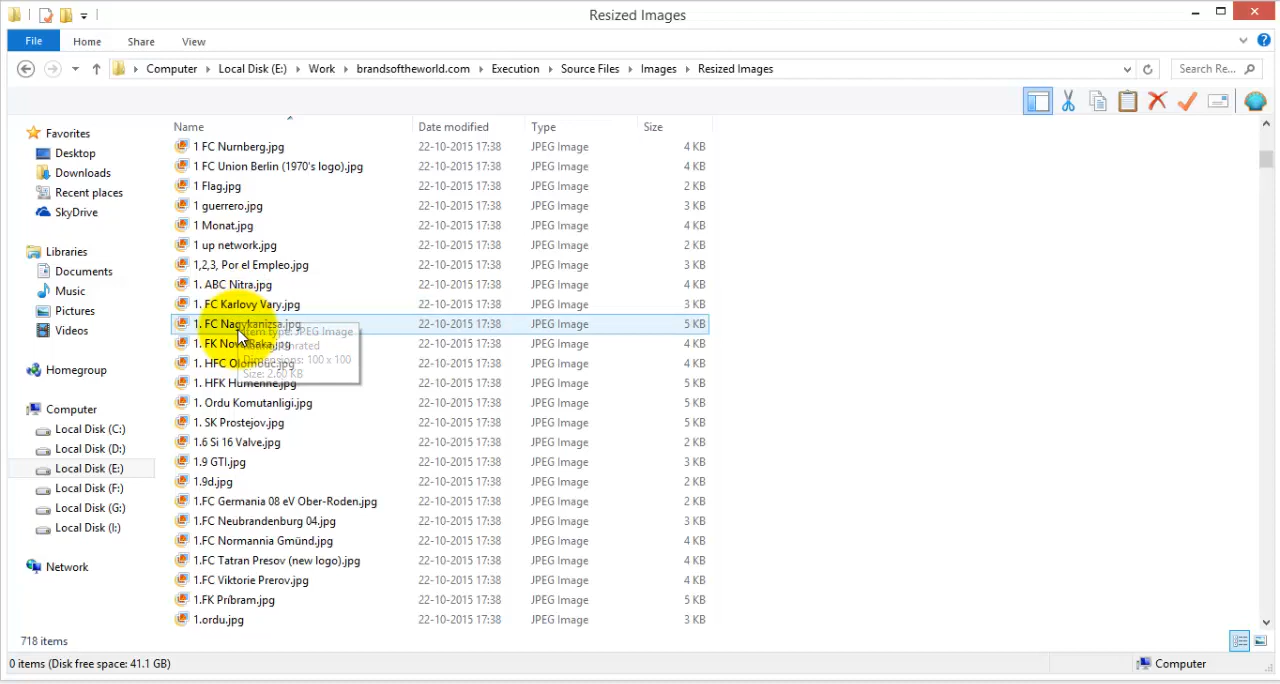 Resized Images
File Home Share View
Computer Local Disk (E:) Work brandsoftheworld.com Execution Source Files Images Resized Images Search Re...
Name Date modified Type Size
Favorites
Desktop
Downloads
Recent places
SkyDrive
Libraries
Documents
Music
Pictures
Videos
Homegroup
Computer
Local Disk (C:)
Local Disk (D:)
Local Disk (E:)
Local Disk (F:)
Local Disk (G:)
Local Disk (I:)
Network
1 FC Nurnberg.jpg 22-10-2015 17:38 JPEG Image 4 KB
1 FC Union Berlin (1970's logo).jpg 22-10-2015 17:38 JPEG Image 4 KB
1 Flag.jpg 22-10-2015 17:38 JPEG Image 2 KB
1 guerrero.jpg 22-10-2015 17:38 JPEG Image 3 KB
1 Monat.jpg 22-10-2015 17:38 JPEG Image 4 KB
1 up network.jpg 22-10-2015 17:38 JPEG Image 2 KB
1,2,3, Por el Empleo.jpg 22-10-2015 17:38 JPEG Image 3 KB
1. ABC Nitra.jpg 22-10-2015 17:38 JPEG Image 4 KB
1. FC Karlovy Vary.jpg 22-10-2015 17:38 JPEG Image 3 KB
1. FC Nagykanizsa.jpg 22-10-2015 17:38 JPEG Image 5 KB
Item type: JPEG Image
Dimensions: 100 x 100
Size: 2.60 KB
1. FK 22-10-2015 17:38 JPEG Image 4 KB
1. HFC Olomouc.jpg 22-10-2015 17:38 JPEG Image 4 KB
1. HFK Humenne.jpg 22-10-2015 17:38 JPEG Image 5 KB
1. Ordu Komutanligi.jpg 22-10-2015 17:38 JPEG Image 5 KB
1. SK Prostejov.jpg 22-10-2015 17:38 JPEG Image 5 KB
1.6 Si 16 Valve.jpg 22-10-2015 17:38 JPEG Image 2 KB
1.9 GTI.jpg 22-10-2015 17:38 JPEG Image 3 KB
1.9d.jpg 22-10-2015 17:38 JPEG Image 2 KB
1.FC Germania 08 eV Ober-Roden.jpg 22-10-2015 17:38 JPEG Image 2 KB
1.FC Neubrandenburg 04.jpg 22-10-2015 17:38 JPEG Image 3 KB
1.FC Normannia Gmünd.jpg 22-10-2015 17:38 JPEG Image 4 KB
1.FC Tatran Presov (new logo).jpg 22-10-2015 17:38 JPEG Image 4 KB
1.FC Viktorie Prerov.jpg 22-10-2015 17:38 JPEG Image 4 KB
1.FK Príbram.jpg 22-10-2015 17:38 JPEG Image 5 KB
1.ordu.jpg 22-10-2015 17:38 JPEG Image 3 KB
718 items
0 items (Disk free space: 41.1 GB) Computer